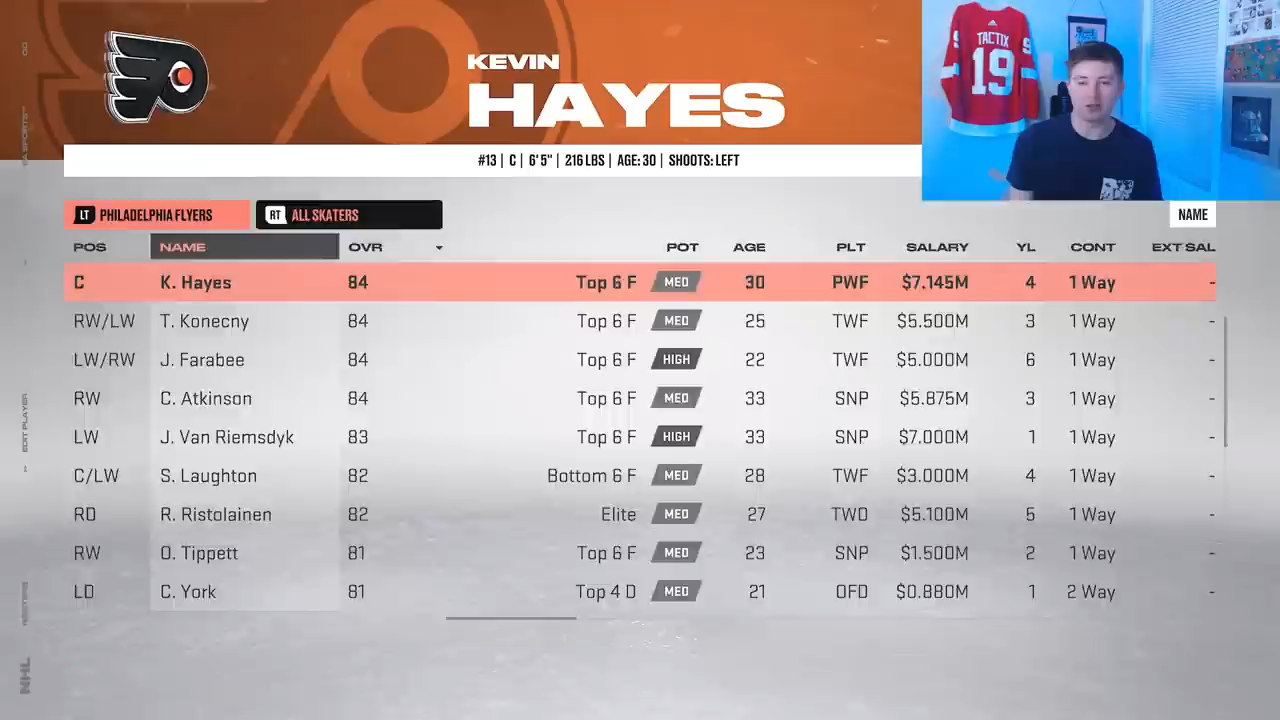 KEVIN
HAYES
#13 | C | 6' 5" | 216 LBS | AGE: 30 | SHOOTS: LEFT
TACTIX
19
LT PHILADELPHIA FLYERS RT ALL SKATERS NAME
POS NAME OVR POT AGE PLT SALARY YL CONT EXT SAL
C K. Hayes 84 Top 6 F MED 30 PWF $7.145M 4 1 Way -
RW/LW T. Konecny 84 Top 6 F MED 25 TWF $5.500M 3 1 Way -
LW/RW J. Farabee 84 Top 6 F HIGH 22 TWF $5.000M 6 1 Way -
RW C. Atkinson 84 Top 6 F MED 33 SNP $5.875M 3 1 Way -
LW J. Van Riemsdyk 83 Top 6 F HIGH 33 SNP $7.000M 1 1 Way -
C/LW S. Laughton 82 Bottom 6 F MED 28 TWF $3.000M 4 1 Way -
RD R. Ristolainen 82 Elite MED 27 TWD $5.100M 5 1 Way -
RW O. Tippett 81 Top 6 F MED 23 SNP $1.500M 2 1 Way -
LD C. York 81 Top 4 D MED 21 OFD $0.880M 1 2 Way -
EA SPORTS
EDIT PLAYER
NHL